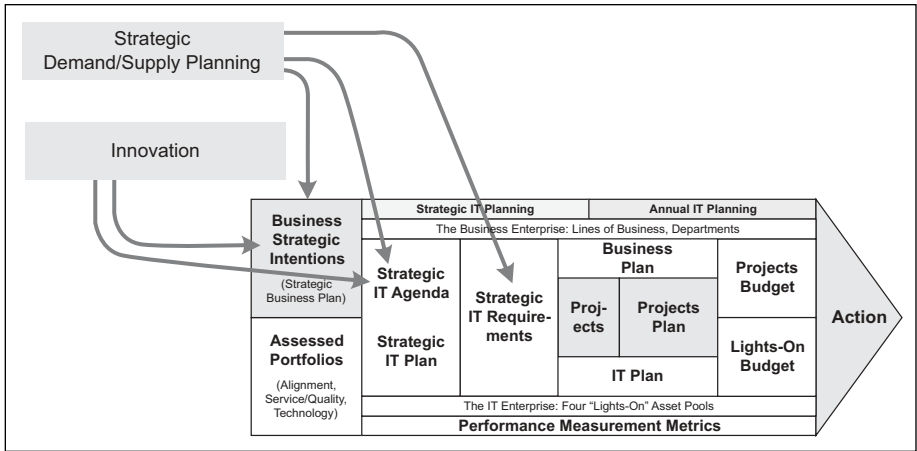 Strategic
Demand/Supply Planning
Innovation
Strategic IT Planning
Annual IT Planning
The Business Enterprise: Lines of Business, Departments
Business
Strategic
Intentions
(Strategic
Business Plan)
Assessed
Portfolios
(Alignment,
Service/Quality,
Technology)
Strategic
IT Agenda
Strategic
IT Plan
Strategic
IT Require-
ments
Business
Plan
Proj-
ects
Projects
Plan
IT Plan
Projects
Budget
Lights-On
Budget
Action
The IT Enterprise: Four “Lights-On” Asset Pools
Performance Measurement Metrics